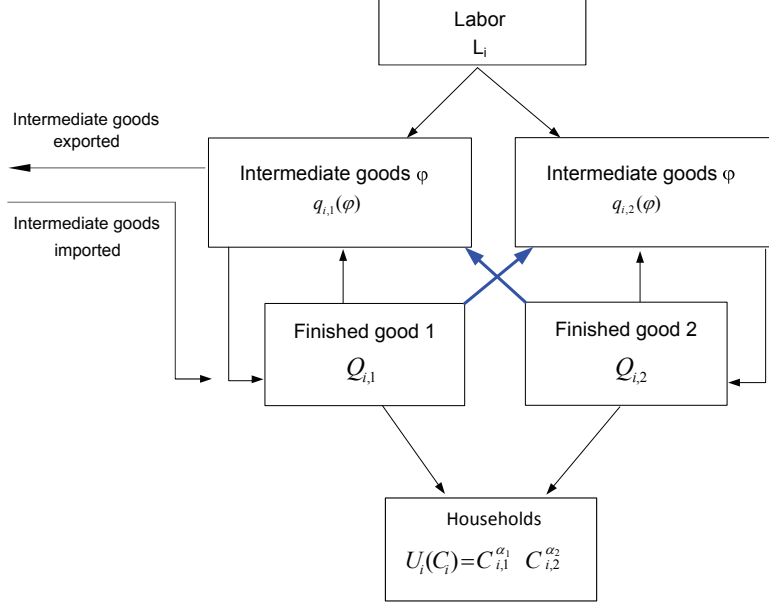 Labor
L_i
Intermediate goods
exported
Intermediate goods φ
q_{i,1}(φ)
Intermediate goods φ
q_{i,2}(φ)
Intermediate goods
imported
Finished good 1
Q_{i,1}
Finished good 2
Q_{i,2}
Households
U_i(C_i)=C_{i,1}^{α_1} C_{i,2}^{α_2}